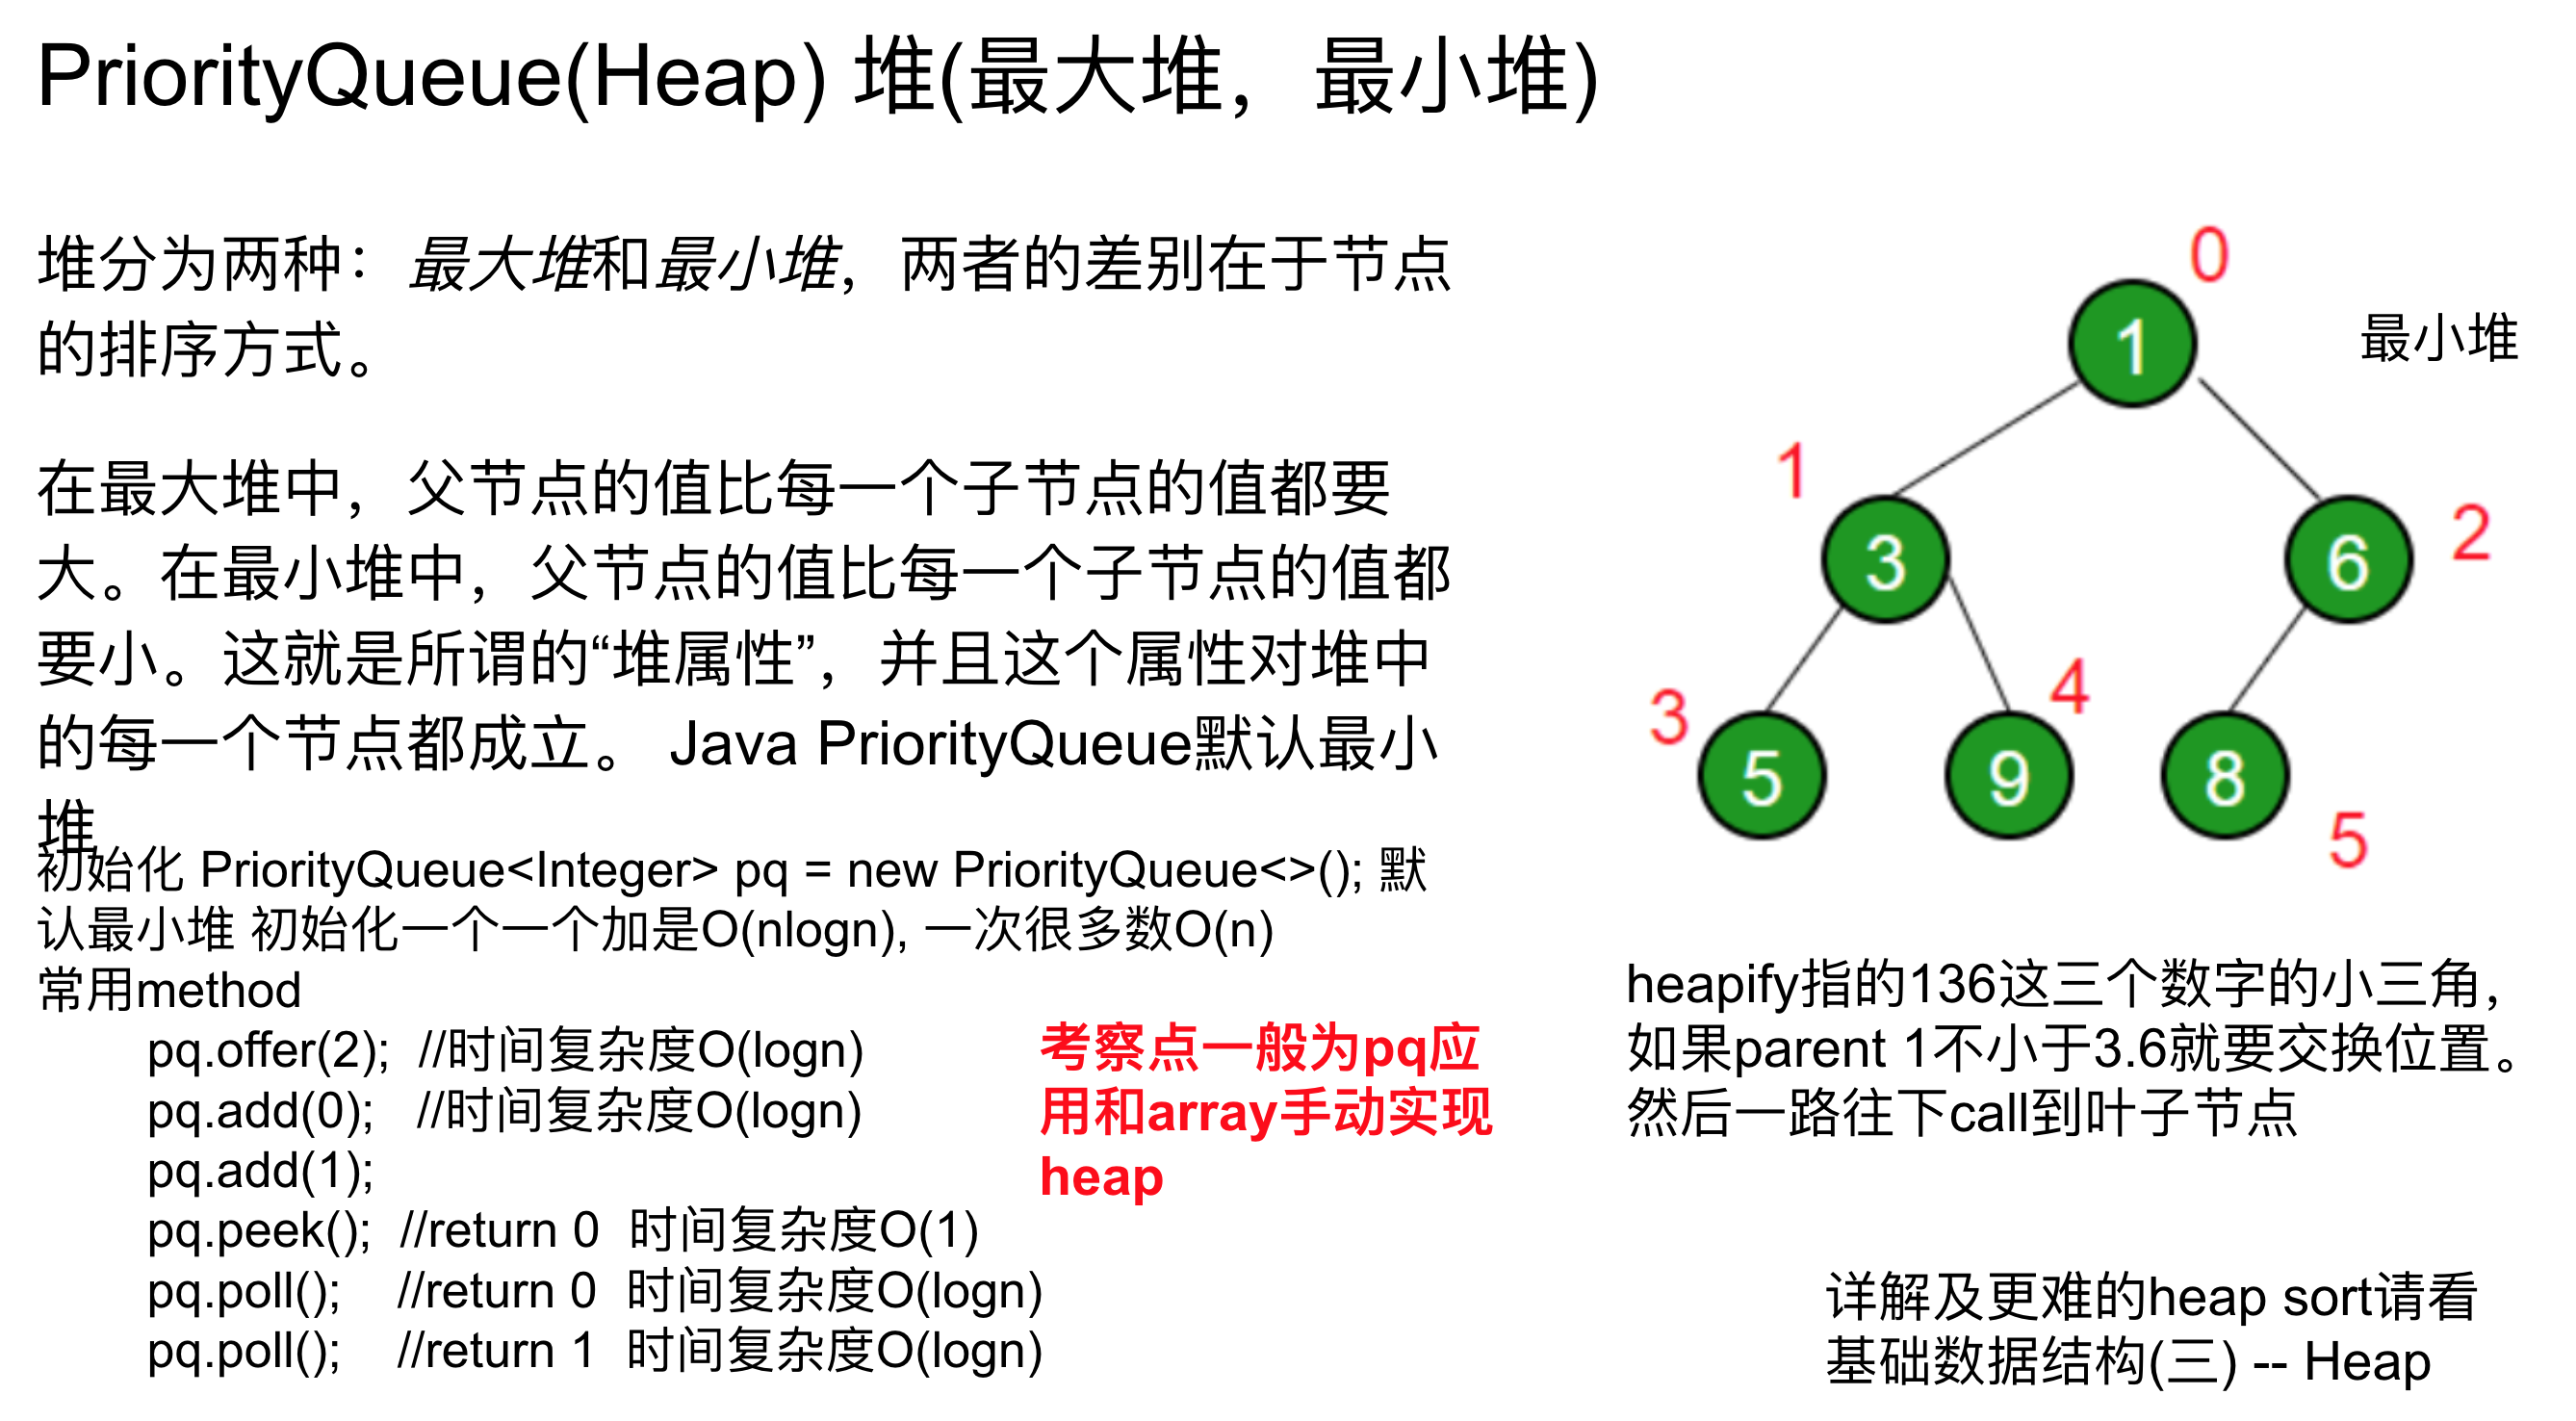 PriorityQueue(Heap) 堆(最大堆，最小堆)
堆分为两种：最大堆和最小堆，两者的差别在于节点
的排序方式。
在最大堆中，父节点的值比每一个子节点的值都要
大。在最小堆中，父节点的值比每一个子节点的值都
要小。这就是所谓的“堆属性”，并且这个属性对堆中
的每一个节点都成立。 Java PriorityQueue默认最小
堆
初始化 PriorityQueue<Integer> pq = new PriorityQueue<>(); 默
认最小堆 初始化一个一个加是O(nlogn), 一次很多数O(n)
常用method
pq.offer(2); //时间复杂度O(logn)
pq.add(0); //时间复杂度O(logn)
pq.add(1);
pq.peek(); //return 0 时间复杂度O(1)
pq.poll(); //return 0 时间复杂度O(logn)
pq.poll(); //return 1 时间复杂度O(logn)
考察点一般为pq应
用和array手动实现
heap
0
1
最小堆
1
3
6
2
3
5
4
9
8
5
heapify指的136这三个数字的小三角，
如果parent 1不小于3.6就要交换位置。
然后一路往下call到叶子节点
详解及更难的heap sort请看
基础数据结构(三) -- Heap